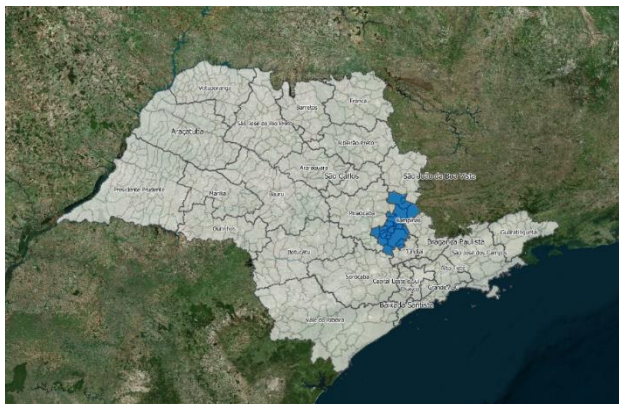 Votuporanga
Barretos
Franca
São José do Rio Preto
Araçatuba
Ribeirão Preto
Araraquara
São Carlos
São João da Boa Vista
Presidente Prudente
Marília
Bauru
Piracicaba
Campinas
Ourinhos
Guaratinguetá
Bragança Paulista
Botucatu
Jundiaí
São José dos Campos
Sorocaba
Alto Tietê
Baixada Santista
Vale do Ribeira